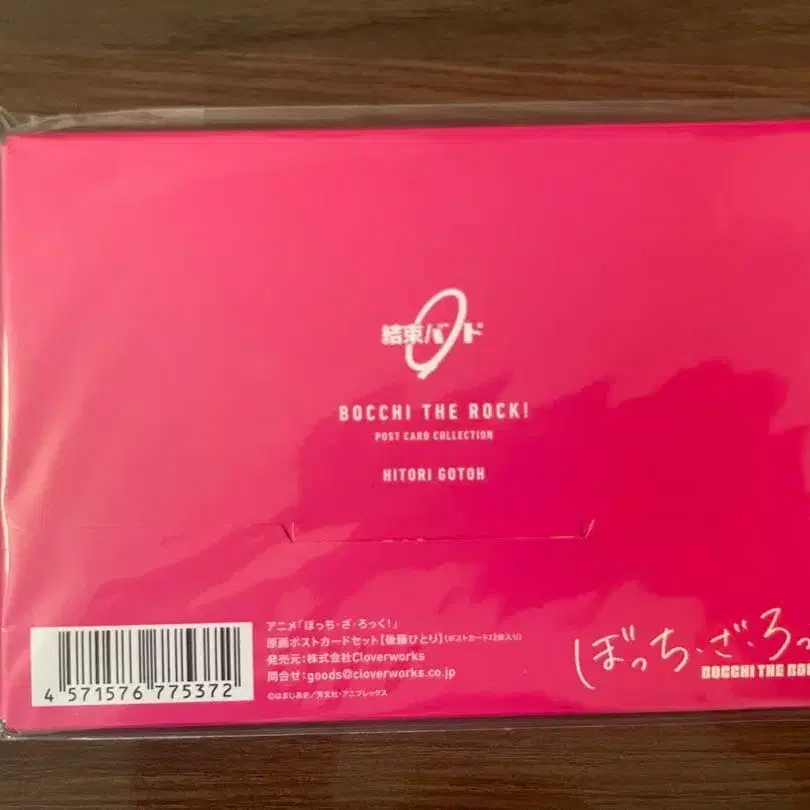 結束バンド
BOCCHI THE ROCK!
POST CARD COLLECTION
HITORI GOTOH
アニメ「ぼっち・ざ・ろっく!」
原画ポストカードセット【後藤ひとり】(ポストカード12枚入り)
発売元:株式会社Cloverworks
問合せ:goods@cloverworks.co.jp
©はまじあき/芳文社・アニプレックス
4 571576 775372
ぼっち・ざ・ろっ
BOCCHI THE RO